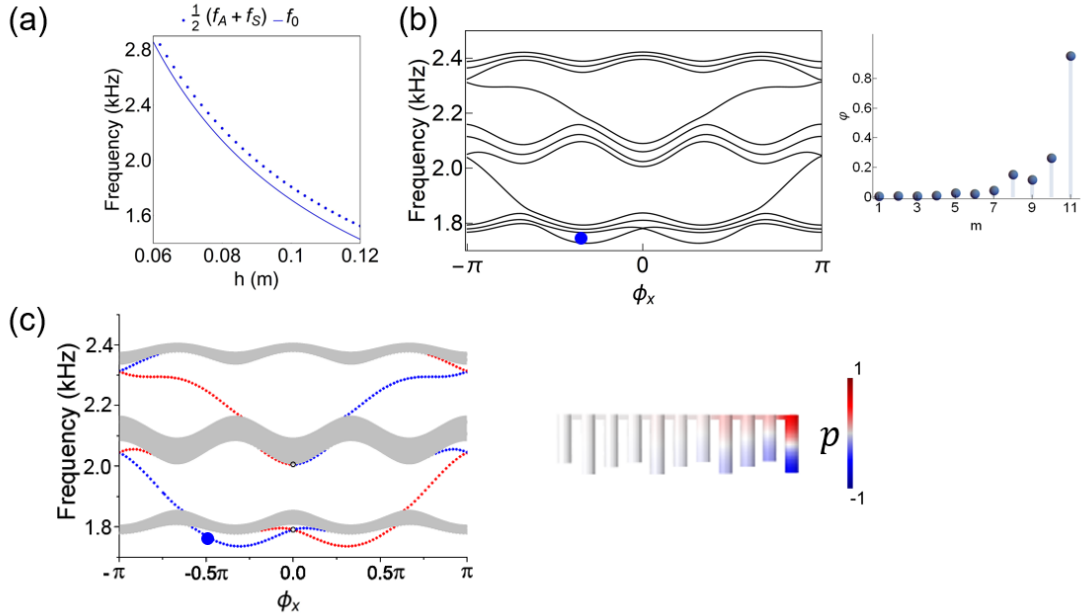 (a)
· 1/2 (f_A + f_S) – f_0
Frequency (kHz)
2.8
2.4
2.0
1.6
0.06 0.08 0.1 0.12
h (m)
(b)
Frequency (kHz)
2.4
2.2
2.0
1.8
-π 0 π
ϕ_x
φ
0.8
0.6
0.4
0.2
0
1 3 5 7 9 11
m
(c)
Frequency (kHz)
2.4
2.2
2.0
1.8
-π -0.5π 0.0 0.5π π
ϕ_x
p
1
-1